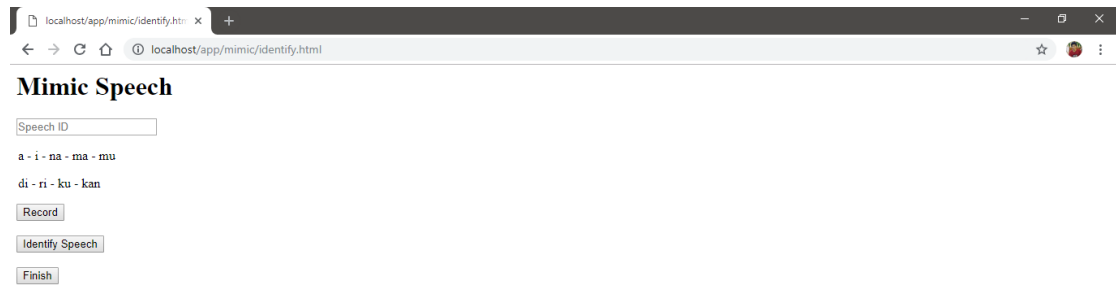 localhost/app/mimic/identify.htm
localhost/app/mimic/identify.html
Mimic Speech
Speech ID
a - i - na - ma - mu
di - ri - ku - kan
Record
Identify Speech
Finish